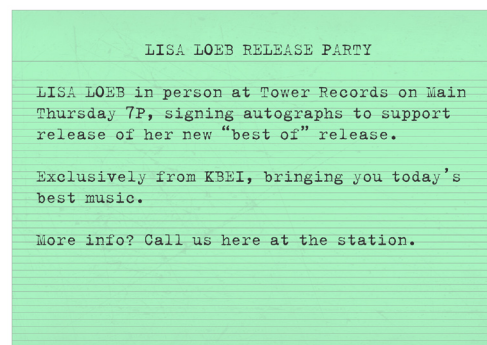 LISA LOEB RELEASE PARTY
LISA LOEB in person at Tower Records on Main
Thursday 7P, signing autographs to support
release of her new “best of” release.
Exclusively from KBEI, bringing you today’s
best music.
More info? Call us here at the station.